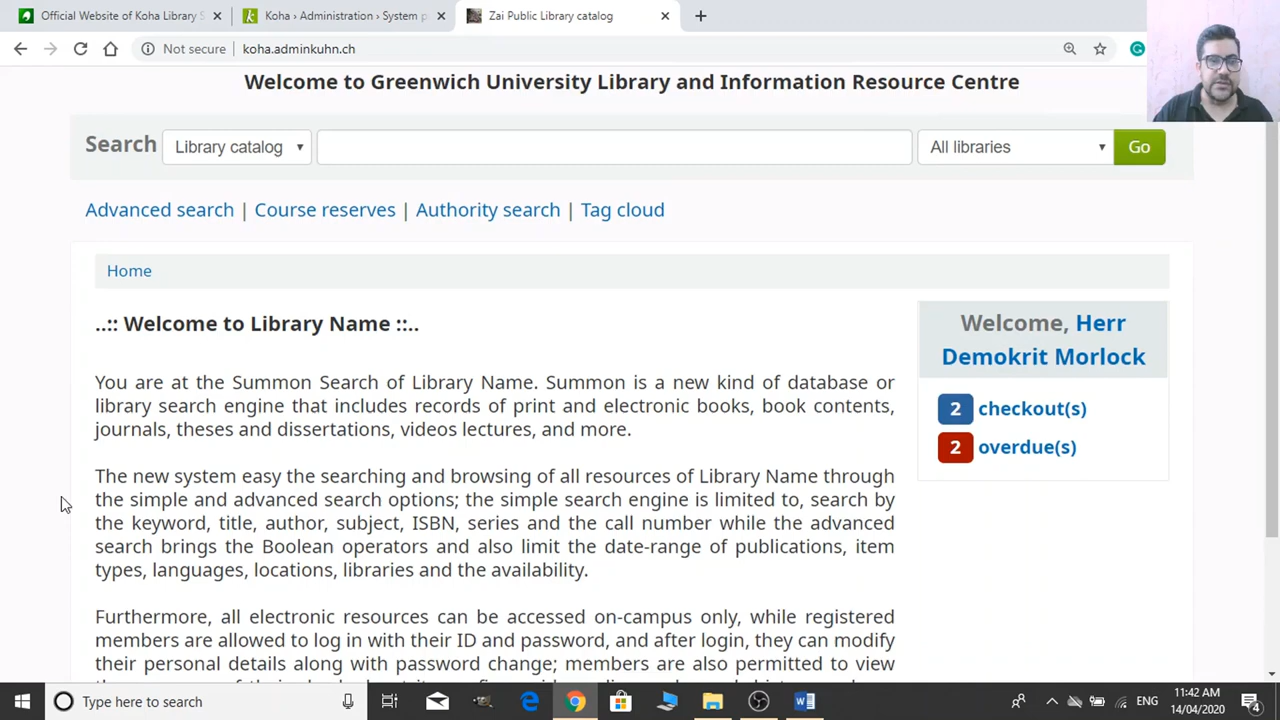 Official Website of Koha Library S
Koha › Administration › System p
Zai Public Library catalog
Not secure
koha.adminkuhn.ch
Welcome to Greenwich University Library and Information Resource Centre
Search
Library catalog
All libraries
Go
Advanced search | Course reserves | Authority search | Tag cloud
Home
..:: Welcome to Library Name ::..
Welcome, Herr
Demokrit Morlock
2 checkout(s)
2 overdue(s)
You are at the Summon Search of Library Name. Summon is a new kind of database or
library search engine that includes records of print and electronic books, book contents,
journals, theses and dissertations, videos lectures, and more.
The new system easy the searching and browsing of all resources of Library Name through
the simple and advanced search options; the simple search engine is limited to, search by
the keyword, title, author, subject, ISBN, series and the call number while the advanced
search brings the Boolean operators and also limit the date-range of publications, item
types, languages, locations, libraries and the availability.
Furthermore, all electronic resources can be accessed on-campus only, while registered
members are allowed to log in with their ID and password, and after login, they can modify
their personal details along with password change; members are also permitted to view
Type here to search
ENG
11:42 AM
14/04/2020
4